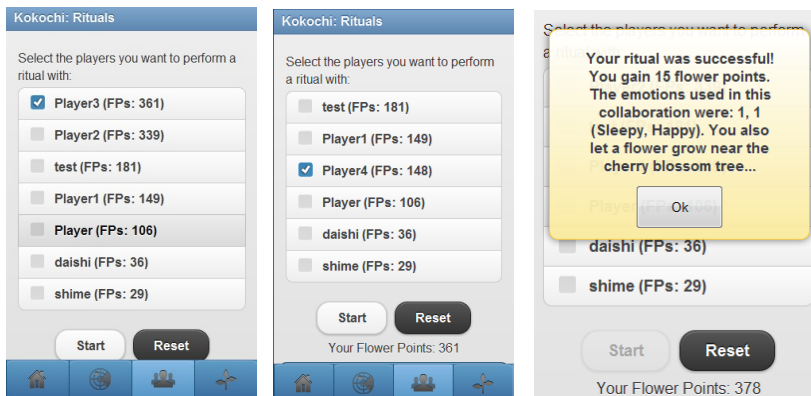 Kokochi: Rituals
Select the players you want to perform a
ritual with:
Player3 (FPs: 361)
Player2 (FPs: 339)
test (FPs: 181)
Player1 (FPs: 149)
Player (FPs: 106)
daishi (FPs: 36)
shime (FPs: 29)
Start
Reset
Kokochi: Rituals
Select the players you want to perform
a ritual with:
test (FPs: 181)
Player1 (FPs: 149)
Player4 (FPs: 148)
Player (FPs: 106)
daishi (FPs: 36)
shime (FPs: 29)
Start
Reset
Your Flower Points: 361
Select the players you want to perform
Your ritual was successful!
You gain 15 flower points.
The emotions used in this
collaboration were: 1, 1
(Sleepy, Happy). You also
let a flower grow near the
cherry blossom tree...
Player (FPs: 106)
Ok
daishi (FPs: 36)
shime (FPs: 29)
Start
Reset
Your Flower Points: 378